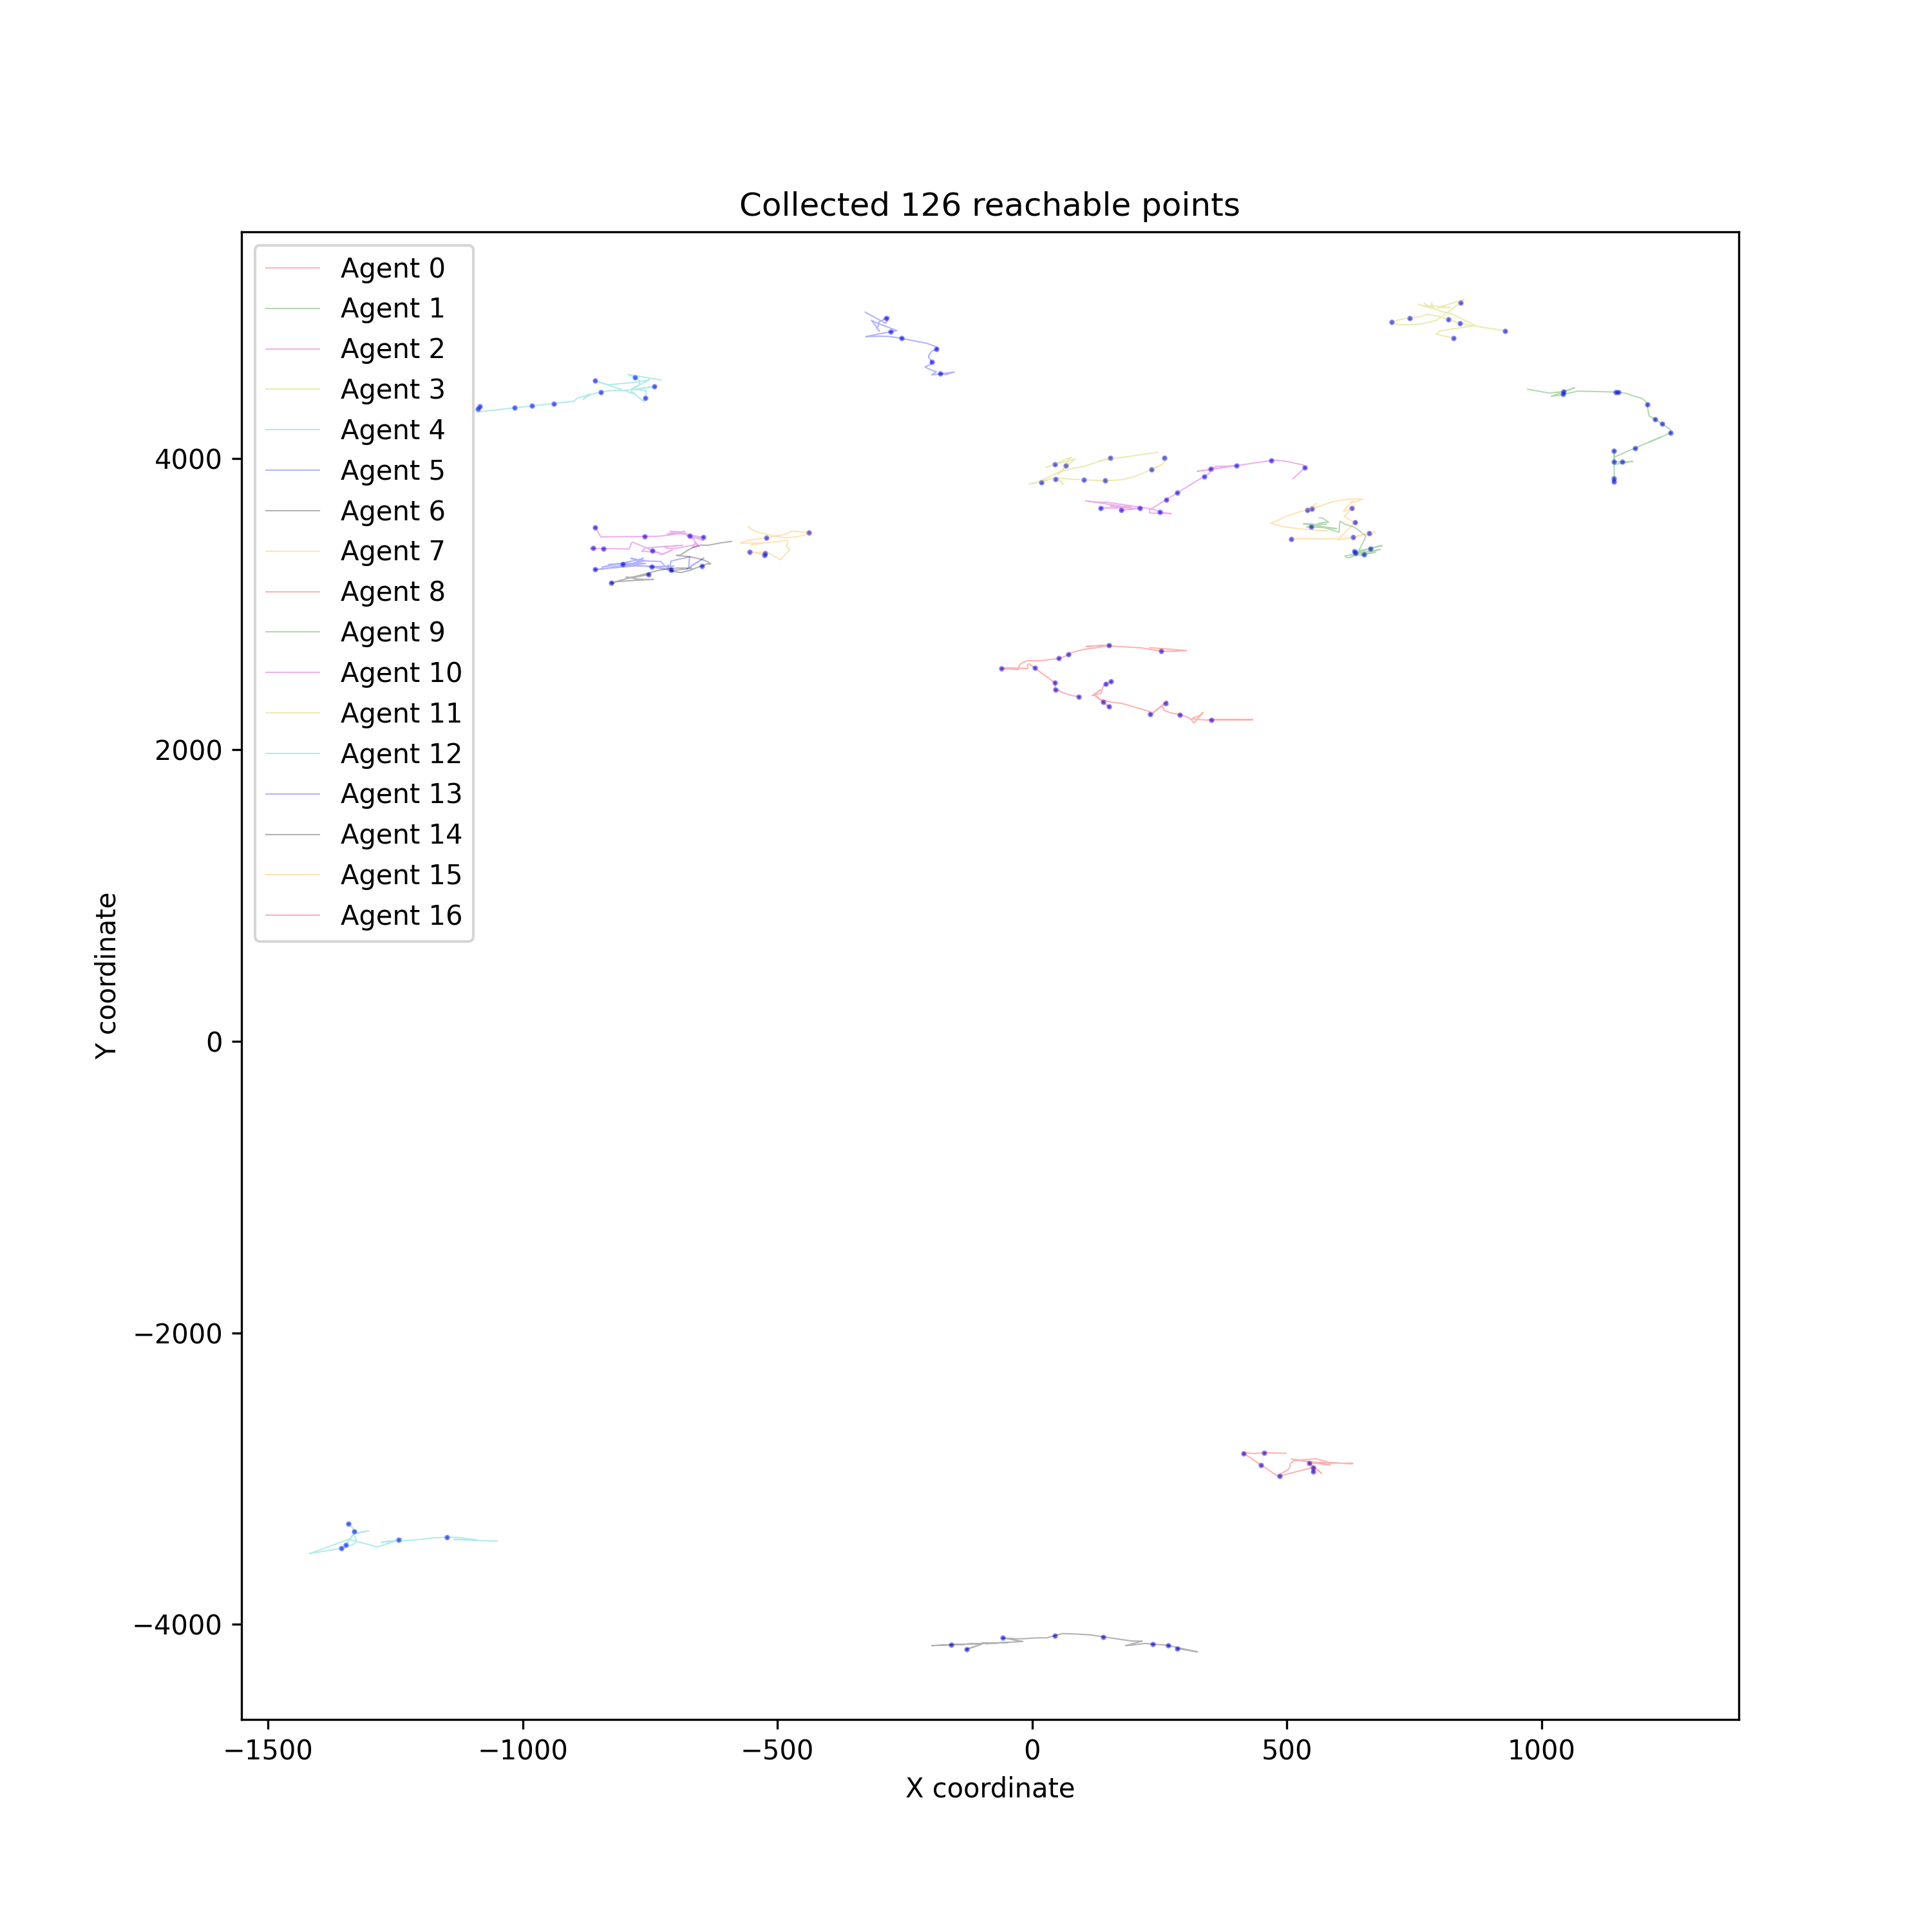 Collected 126 reachable points
Agent 0
Agent 1
Agent 2
Agent 3
Agent 4
Agent 5
Agent 6
Agent 7
Agent 8
Agent 9
Agent 10
Agent 11
Agent 12
Agent 13
Agent 14
Agent 15
Agent 16
4000
2000
0
−2000
−4000
Y coordinate
−1500 −1000 −500 0 500 1000
X coordinate